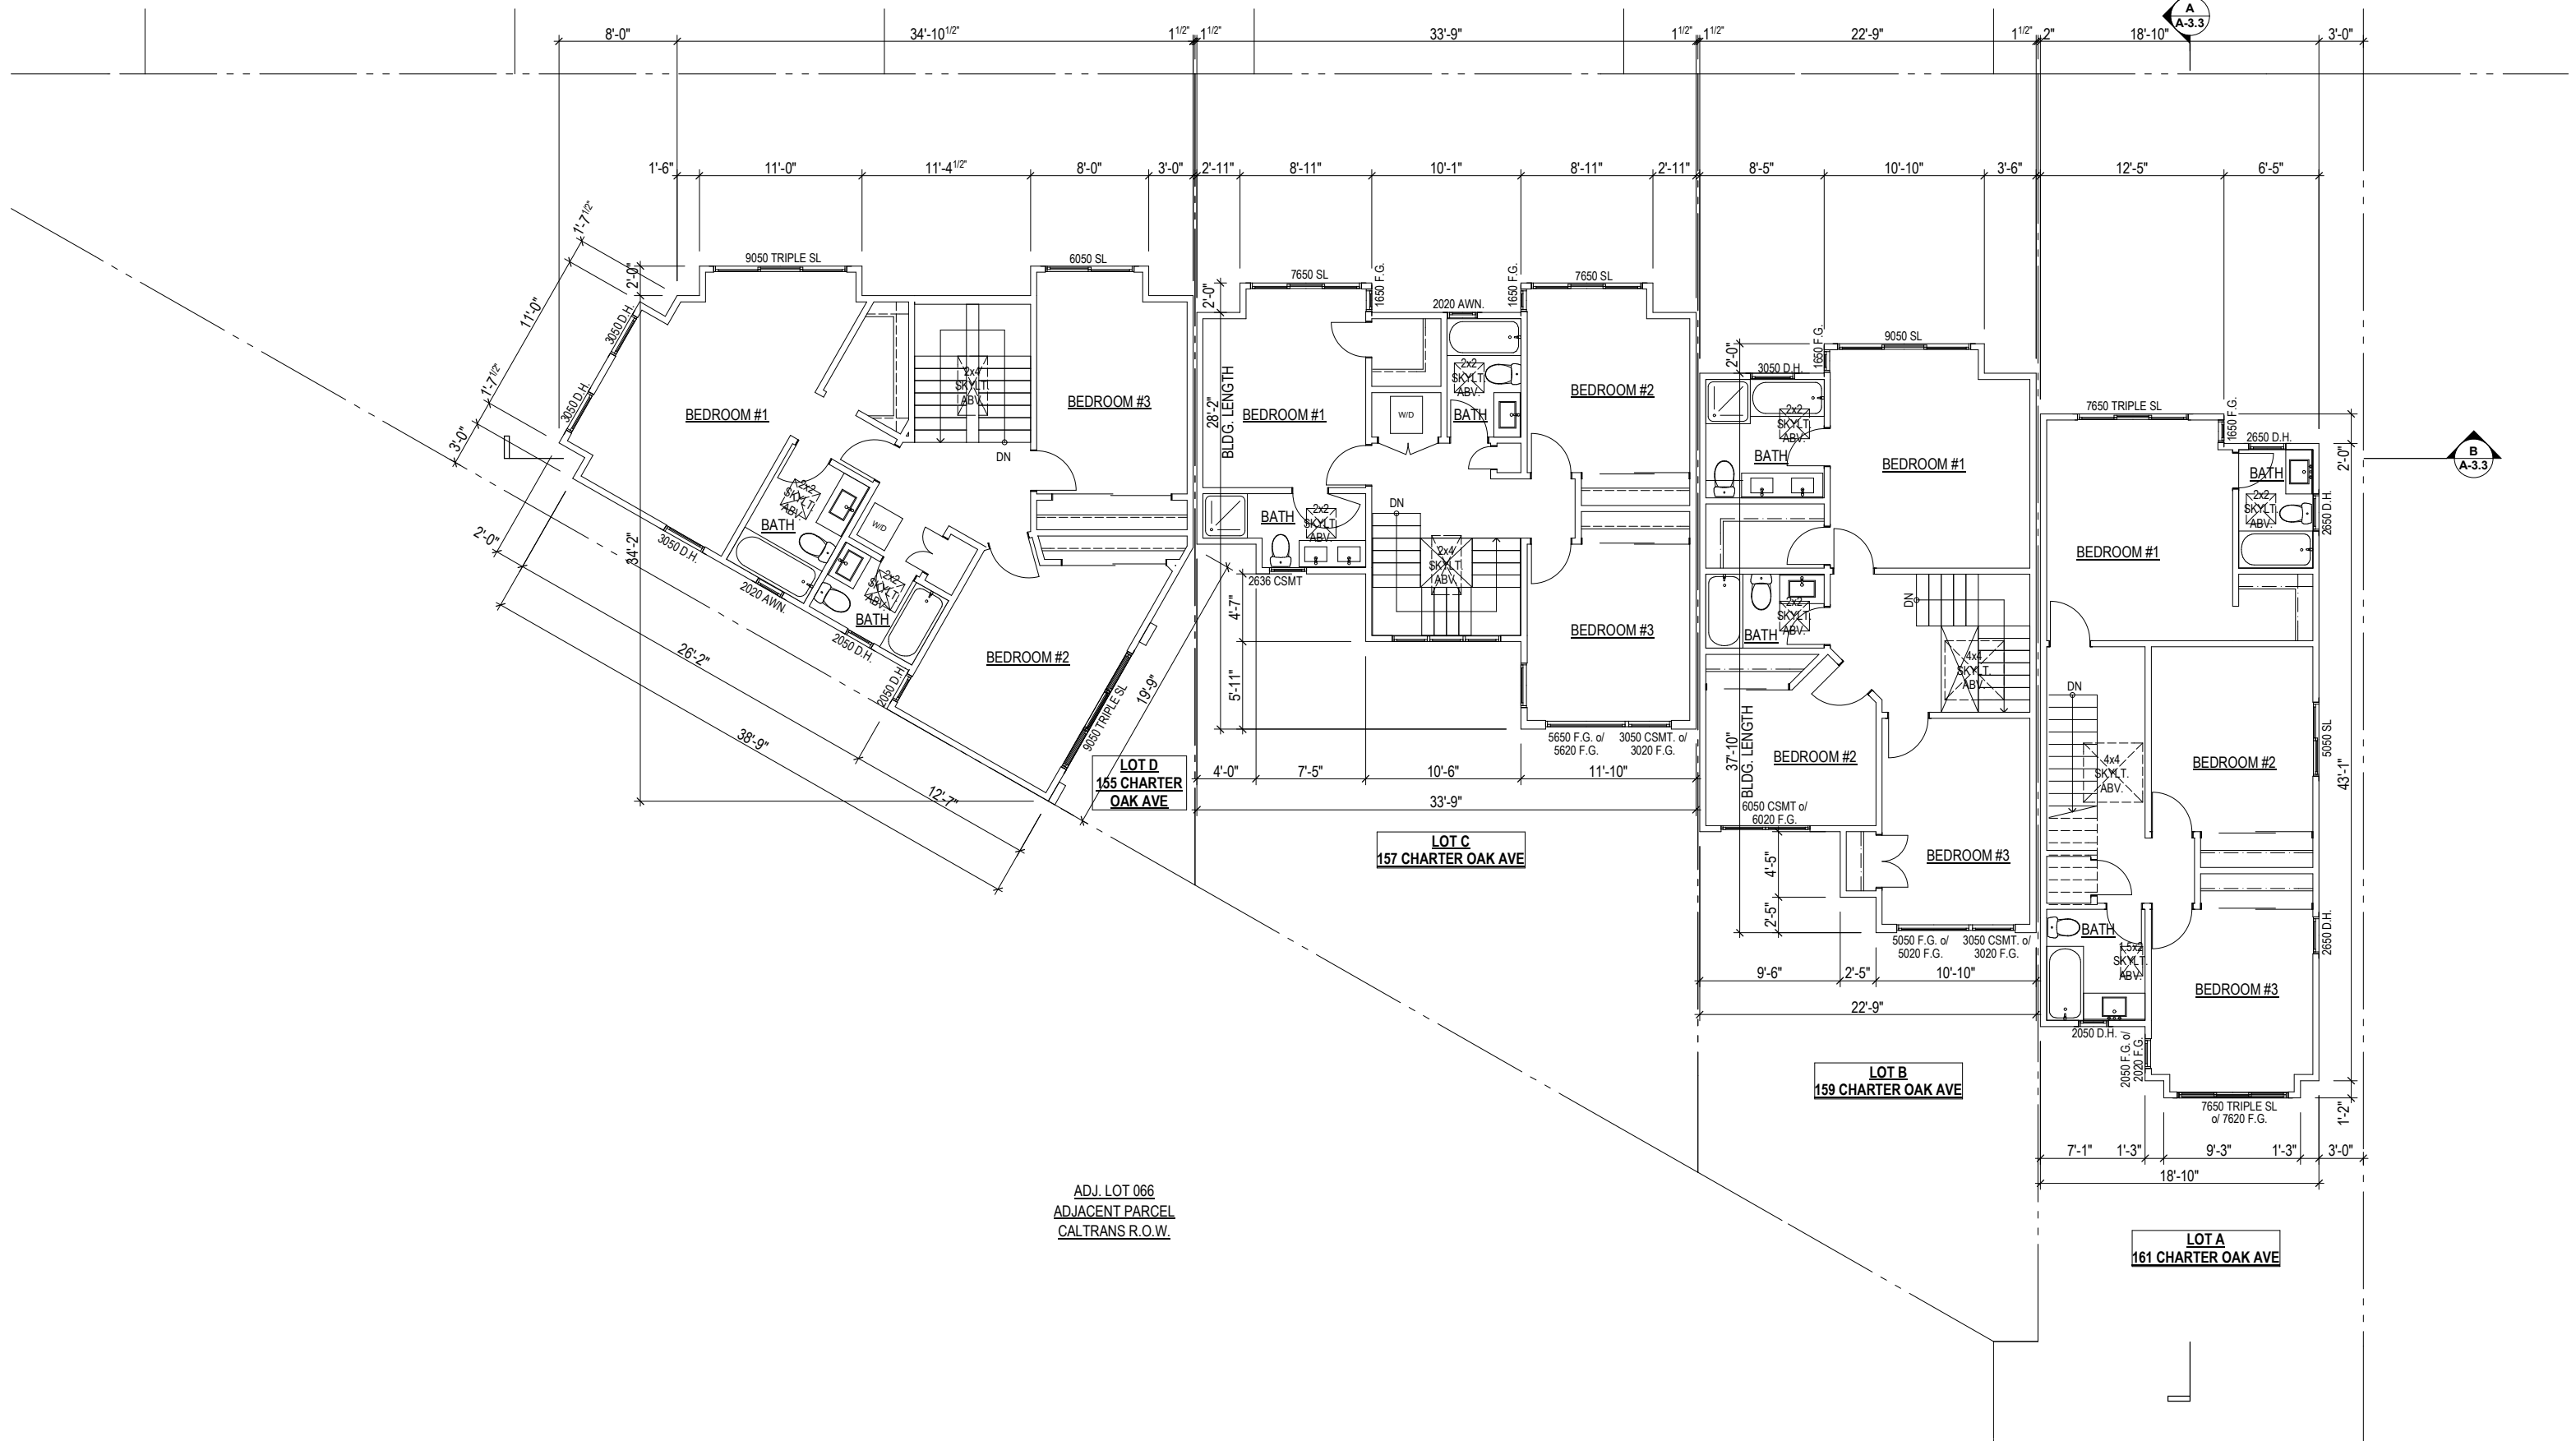 A
A-3.3
8'-0"
34'-10 1/2"
1 1/2"
1 1/2"
33'-9"
1 1/2"
1 1/2"
22'-9"
1 1/2"
2"
18'-10"
3'-0"
1'-6"
11'-0"
11'-4 1/2"
8'-0"
3'-0"
2'-11"
8'-11"
10'-1"
8'-11"
2'-11"
8'-5"
10'-10"
3'-6"
12'-5"
6'-5"
1'-7 1/2"
11'-0"
1'-7 1/2"
3'-0"
2'-0"
2'-0"
34'-2"
26'-2"
12'-7"
38'-9"
19'-9"
9050 TRIPLE SL
6050 SL
3050 D.H.
3050 D.H.
3050 D.H.
2020 AWN.
2050 D.H.
2050 D.H.
9050 TRIPLE SL
BEDROOM #1
BEDROOM #3
2x4
SKYLT.
ABV.
DN
2x2
SKYLT.
ABV.
BATH
W/D
2x2
SKYLT.
ABV.
BATH
BEDROOM #2
LOT D
155 CHARTER
OAK AVE
2'-0"
28'-2"
BLDG. LENGTH
7650 SL
1650 F.G.
2020 AWN.
1650 F.G.
7650 SL
BEDROOM #1
W/D
2x2
SKYLT.
ABV.
BATH
BEDROOM #2
DN
BATH
2x2
SKYLT.
ABV.
2x4
SKYLT.
ABV.
2636 CSMT
BEDROOM #3
4'-7"
5'-11"
5650 F.G. o/
5620 F.G.
3050 CSMT. o/
3020 F.G.
4'-0"
7'-5"
10'-6"
11'-10"
33'-9"
LOT C
157 CHARTER OAK AVE
2'-0"
37'-10"
BLDG. LENGTH
3050 D.H.
1650 F.G.
9050 SL
2x2
SKYLT.
ABV.
BATH
BEDROOM #1
2x2
SKYLT.
ABV.
BATH
DN
4x4
SKYLT.
ABV.
BEDROOM #2
6050 CSMT o/
6020 F.G.
BEDROOM #3
4'-5"
2'-5"
5050 F.G. o/
5020 F.G.
3050 CSMT. o/
3020 F.G.
9'-6"
2'-5"
10'-10"
22'-9"
LOT B
159 CHARTER OAK AVE
7650 TRIPLE SL
1650 F.G.
2650 D.H.
2'-0"
B
A-3.3
BATH
2x2
SKYLT.
ABV.
2650 D.H.
BEDROOM #1
DN
4x4
SKYLT.
ABV.
BEDROOM #2
5050 SL
43'-1"
BATH
1.5x2
SKYLT.
ABV.
2650 D.H.
BEDROOM #3
2050 D.H.
2050 F.G. o/
2020 F.G.
7650 TRIPLE SL
o/ 7620 F.G.
1'-2"
7'-1"
1'-3"
9'-3"
1'-3"
3'-0"
18'-10"
LOT A
161 CHARTER OAK AVE
ADJ. LOT 066
ADJACENT PARCEL
CALTRANS R.O.W.